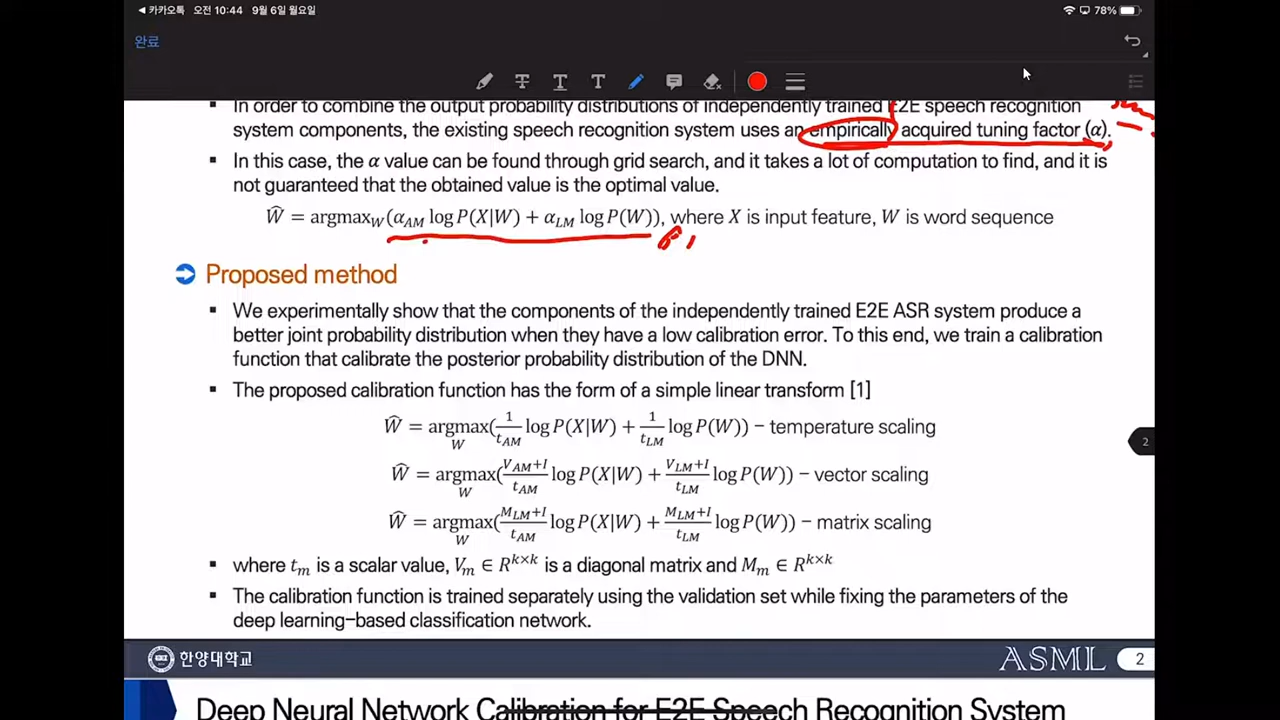 ◀ 카카오톡 오전 10:44 9월 6일 월요일 78%
완료
In order to combine the output probability distributions of independently trained E2E speech recognition
system components, the existing speech recognition system uses an empirically acquired tuning factor (α).
▪ In this case, the α value can be found through grid search, and it takes a lot of computation to find, and it is
not guaranteed that the obtained value is the optimal value.
Ŵ = argmax_W(α_AM log P(X|W) + α_LM log P(W)), where X is input feature, W is word sequence
Proposed method
▪ We experimentally show that the components of the independently trained E2E ASR system produce a
better joint probability distribution when they have a low calibration error. To this end, we train a calibration
function that calibrate the posterior probability distribution of the DNN.
▪ The proposed calibration function has the form of a simple linear transform [1]
Ŵ = argmax_W(1/t_AM log P(X|W) + 1/t_LM log P(W)) − temperature scaling
Ŵ = argmax_W((V_AM+I)/t_AM log P(X|W) + (V_LM+I)/t_LM log P(W)) − vector scaling
Ŵ = argmax_W((M_LM+I)/t_AM log P(X|W) + (M_LM+I)/t_LM log P(W)) − matrix scaling
▪ where t_m is a scalar value, V_m ∈ R^{k×k} is a diagonal matrix and M_m ∈ R^{k×k}
▪ The calibration function is trained separately using the validation set while fixing the parameters of the
deep learning-based classification network.
2
한양대학교 ASML 2
Deep Neural Network Calibration for E2E Speech Recognition System